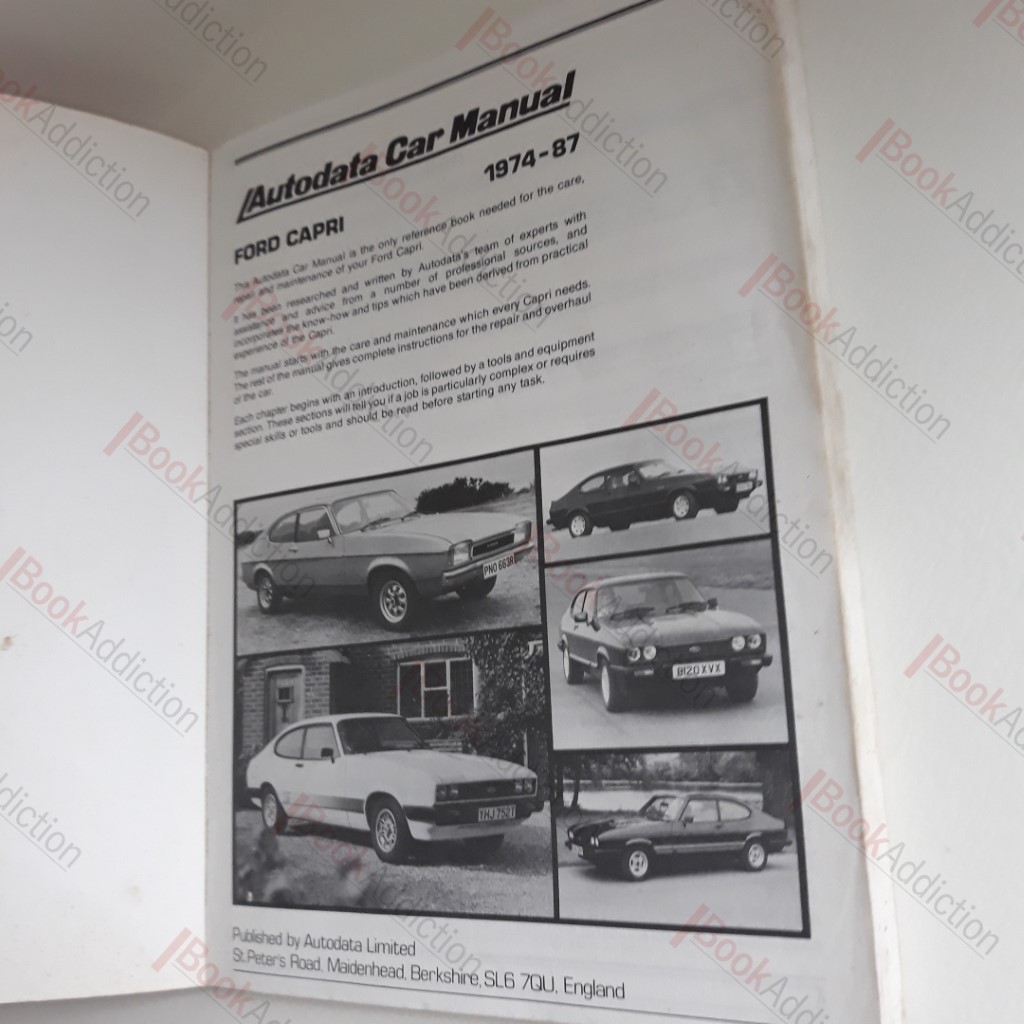 Autodata Car Manual
1974-87
FORD CAPRI
This Autodata Car Manual is the only reference book needed for the care,
repair and maintenance of your Ford Capri.
It has been researched and written by Autodata's team of experts with
assistance and advice from a number of professional sources, and
incorporates the know-how and tips which have been derived from practical
experience of the Capri.
The manual starts with the care and maintenance which every Capri needs.
The rest of the manual gives complete instructions for the repair and overhaul
of the car.
Each chapter begins with an introduction, followed by a tools and equipment
section. These sections will tell you if a job is particularly complex or requires
special skills or tools and should be read before starting any task.
PNO 663R
B120 XVX
YHJ 752T
Published by Autodata Limited
St. Peter's Road, Maidenhead, Berkshire, SL6 7QU, England
BookAddiction